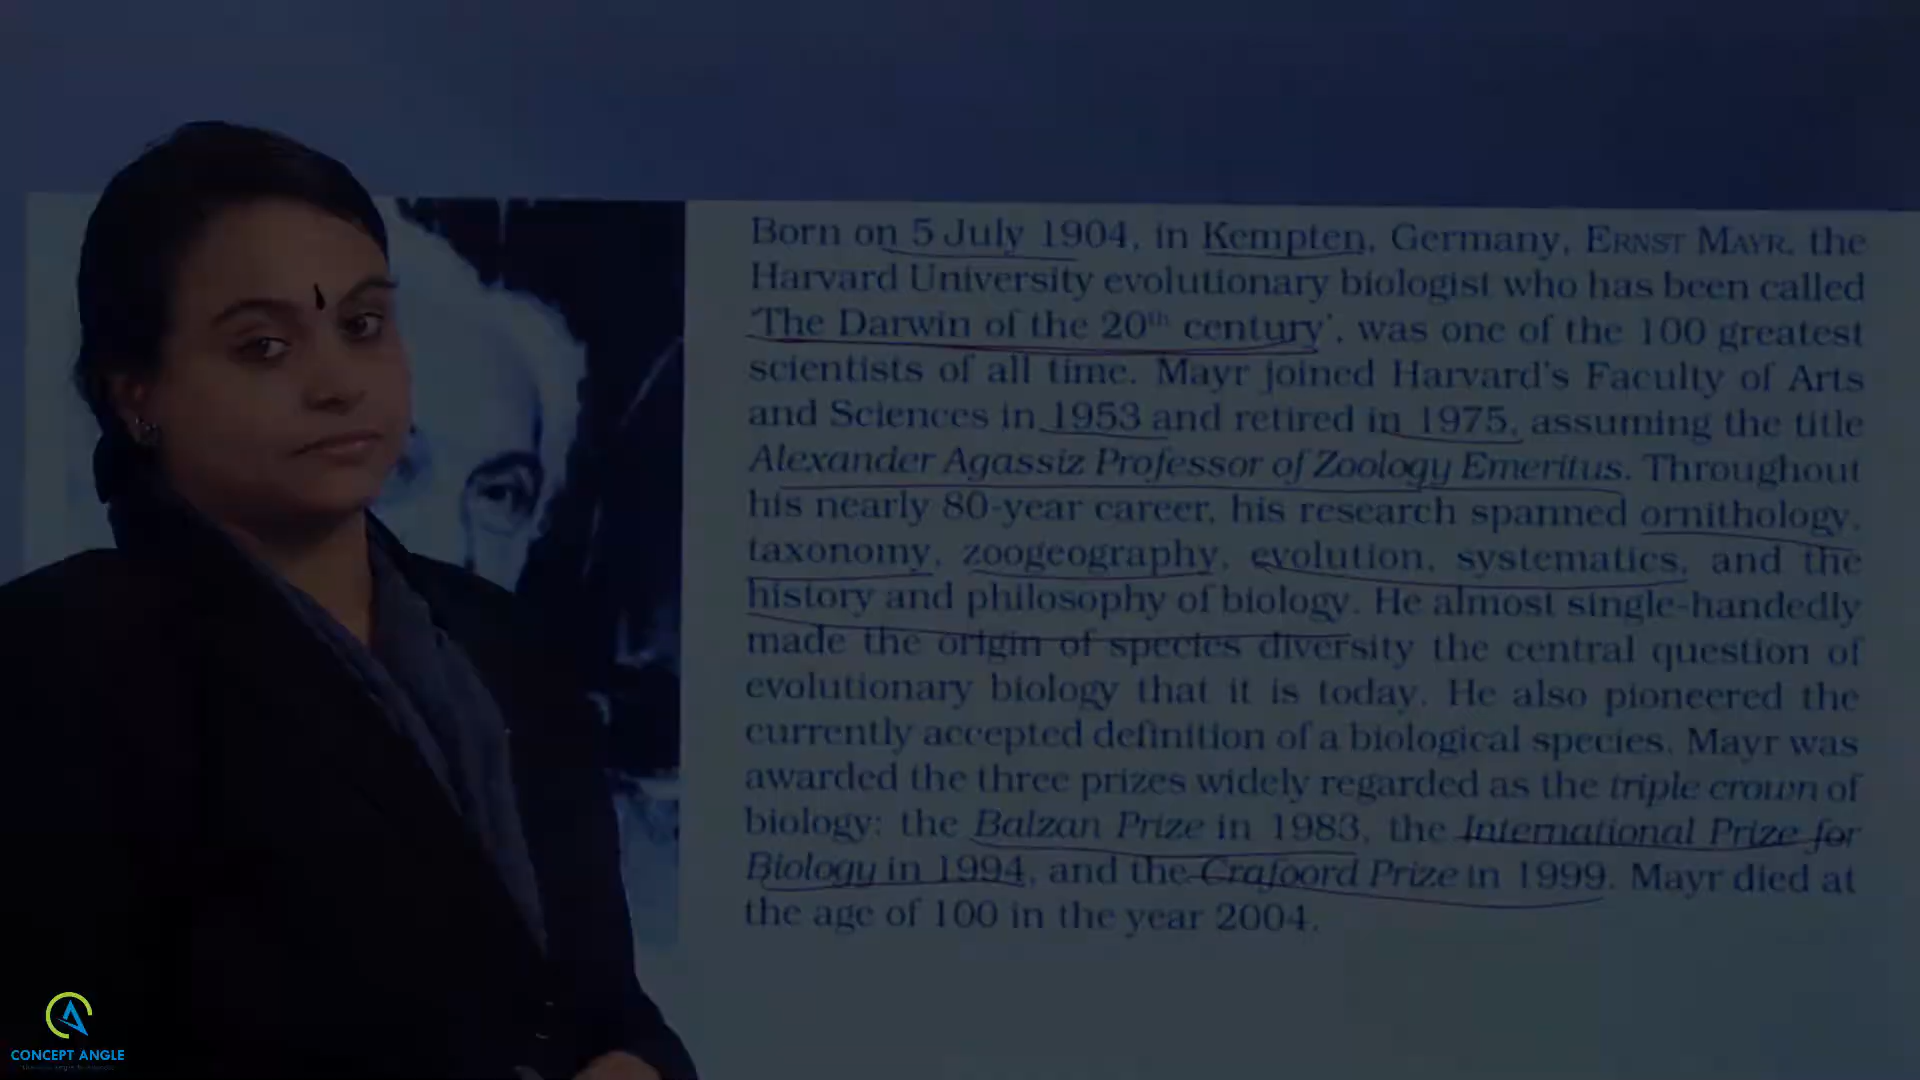 Born on 5 July 1904, in Kempten, Germany, ERNST MAYR, the
Harvard University evolutionary biologist who has been called
'The Darwin of the 20th century', was one of the 100 greatest
scientists of all time. Mayr joined Harvard's Faculty of Arts
and Sciences in 1953 and retired in 1975, assuming the title
Alexander Agassiz Professor of Zoology Emeritus. Throughout
his nearly 80-year career, his research spanned ornithology,
taxonomy, zoogeography, evolution, systematics, and the
history and philosophy of biology. He almost single-handedly
made the origin of species diversity the central question of
evolutionary biology that it is today. He also pioneered the
currently accepted definition of a biological species. Mayr was
awarded the three prizes widely regarded as the triple crown of
biology: the Balzan Prize in 1983, the International Prize for
Biology in 1994, and the Crafoord Prize in 1999. Mayr died at
the age of 100 in the year 2004.
CONCEPT ANGLE